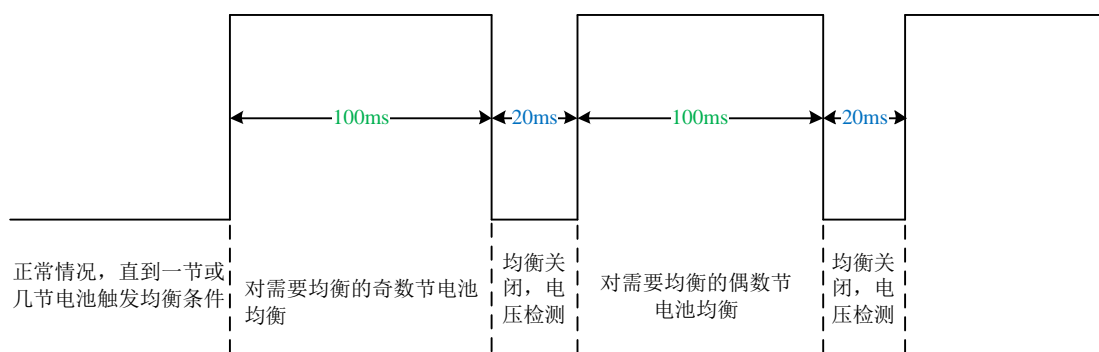 100ms
20ms
100ms
20ms
正常情况，直到一节或
几节电池触发均衡条件
对需要均衡的奇数节电池
均衡
均衡关
闭，电
压检测
对需要均衡的偶数节
电池均衡
均衡关
闭，电
压检测